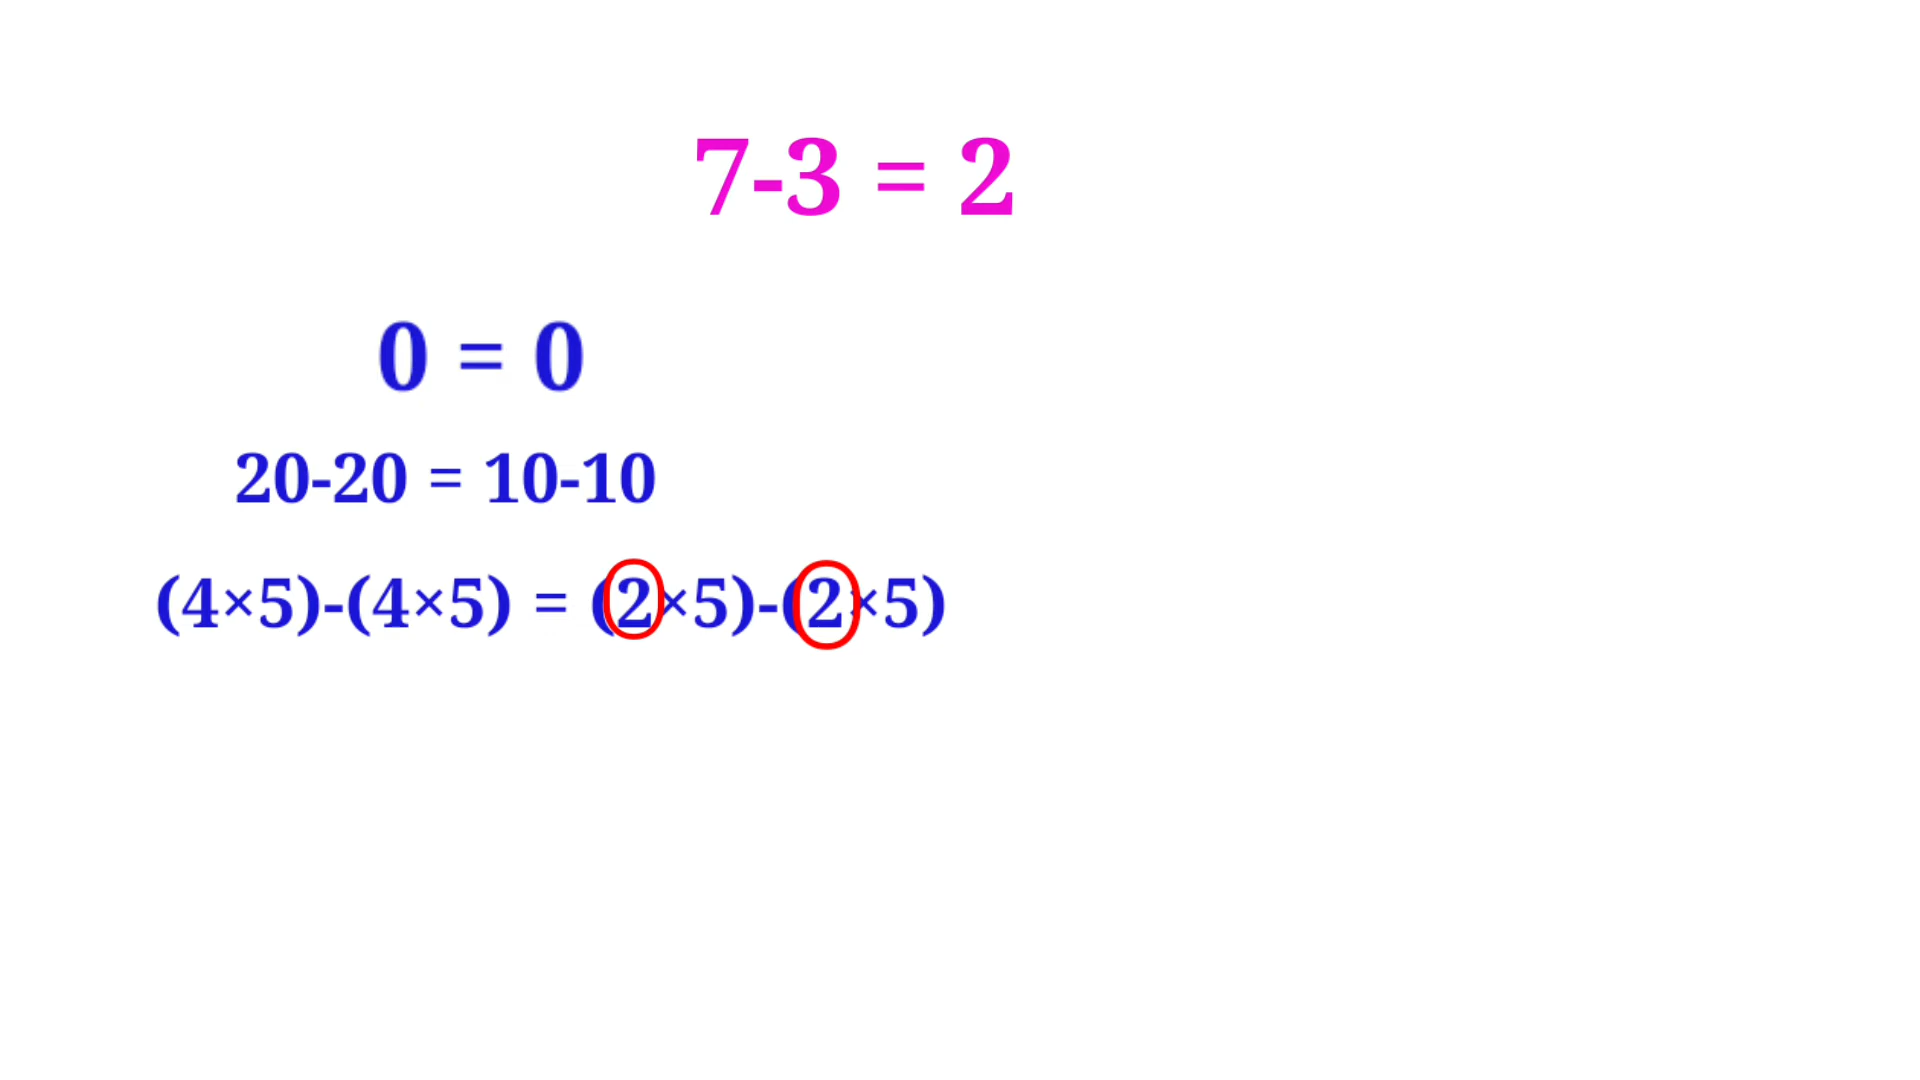 7-3 = 2
0 = 0
20-20 = 10-10
(4×5)-(4×5) = (2×5)-(2×5)